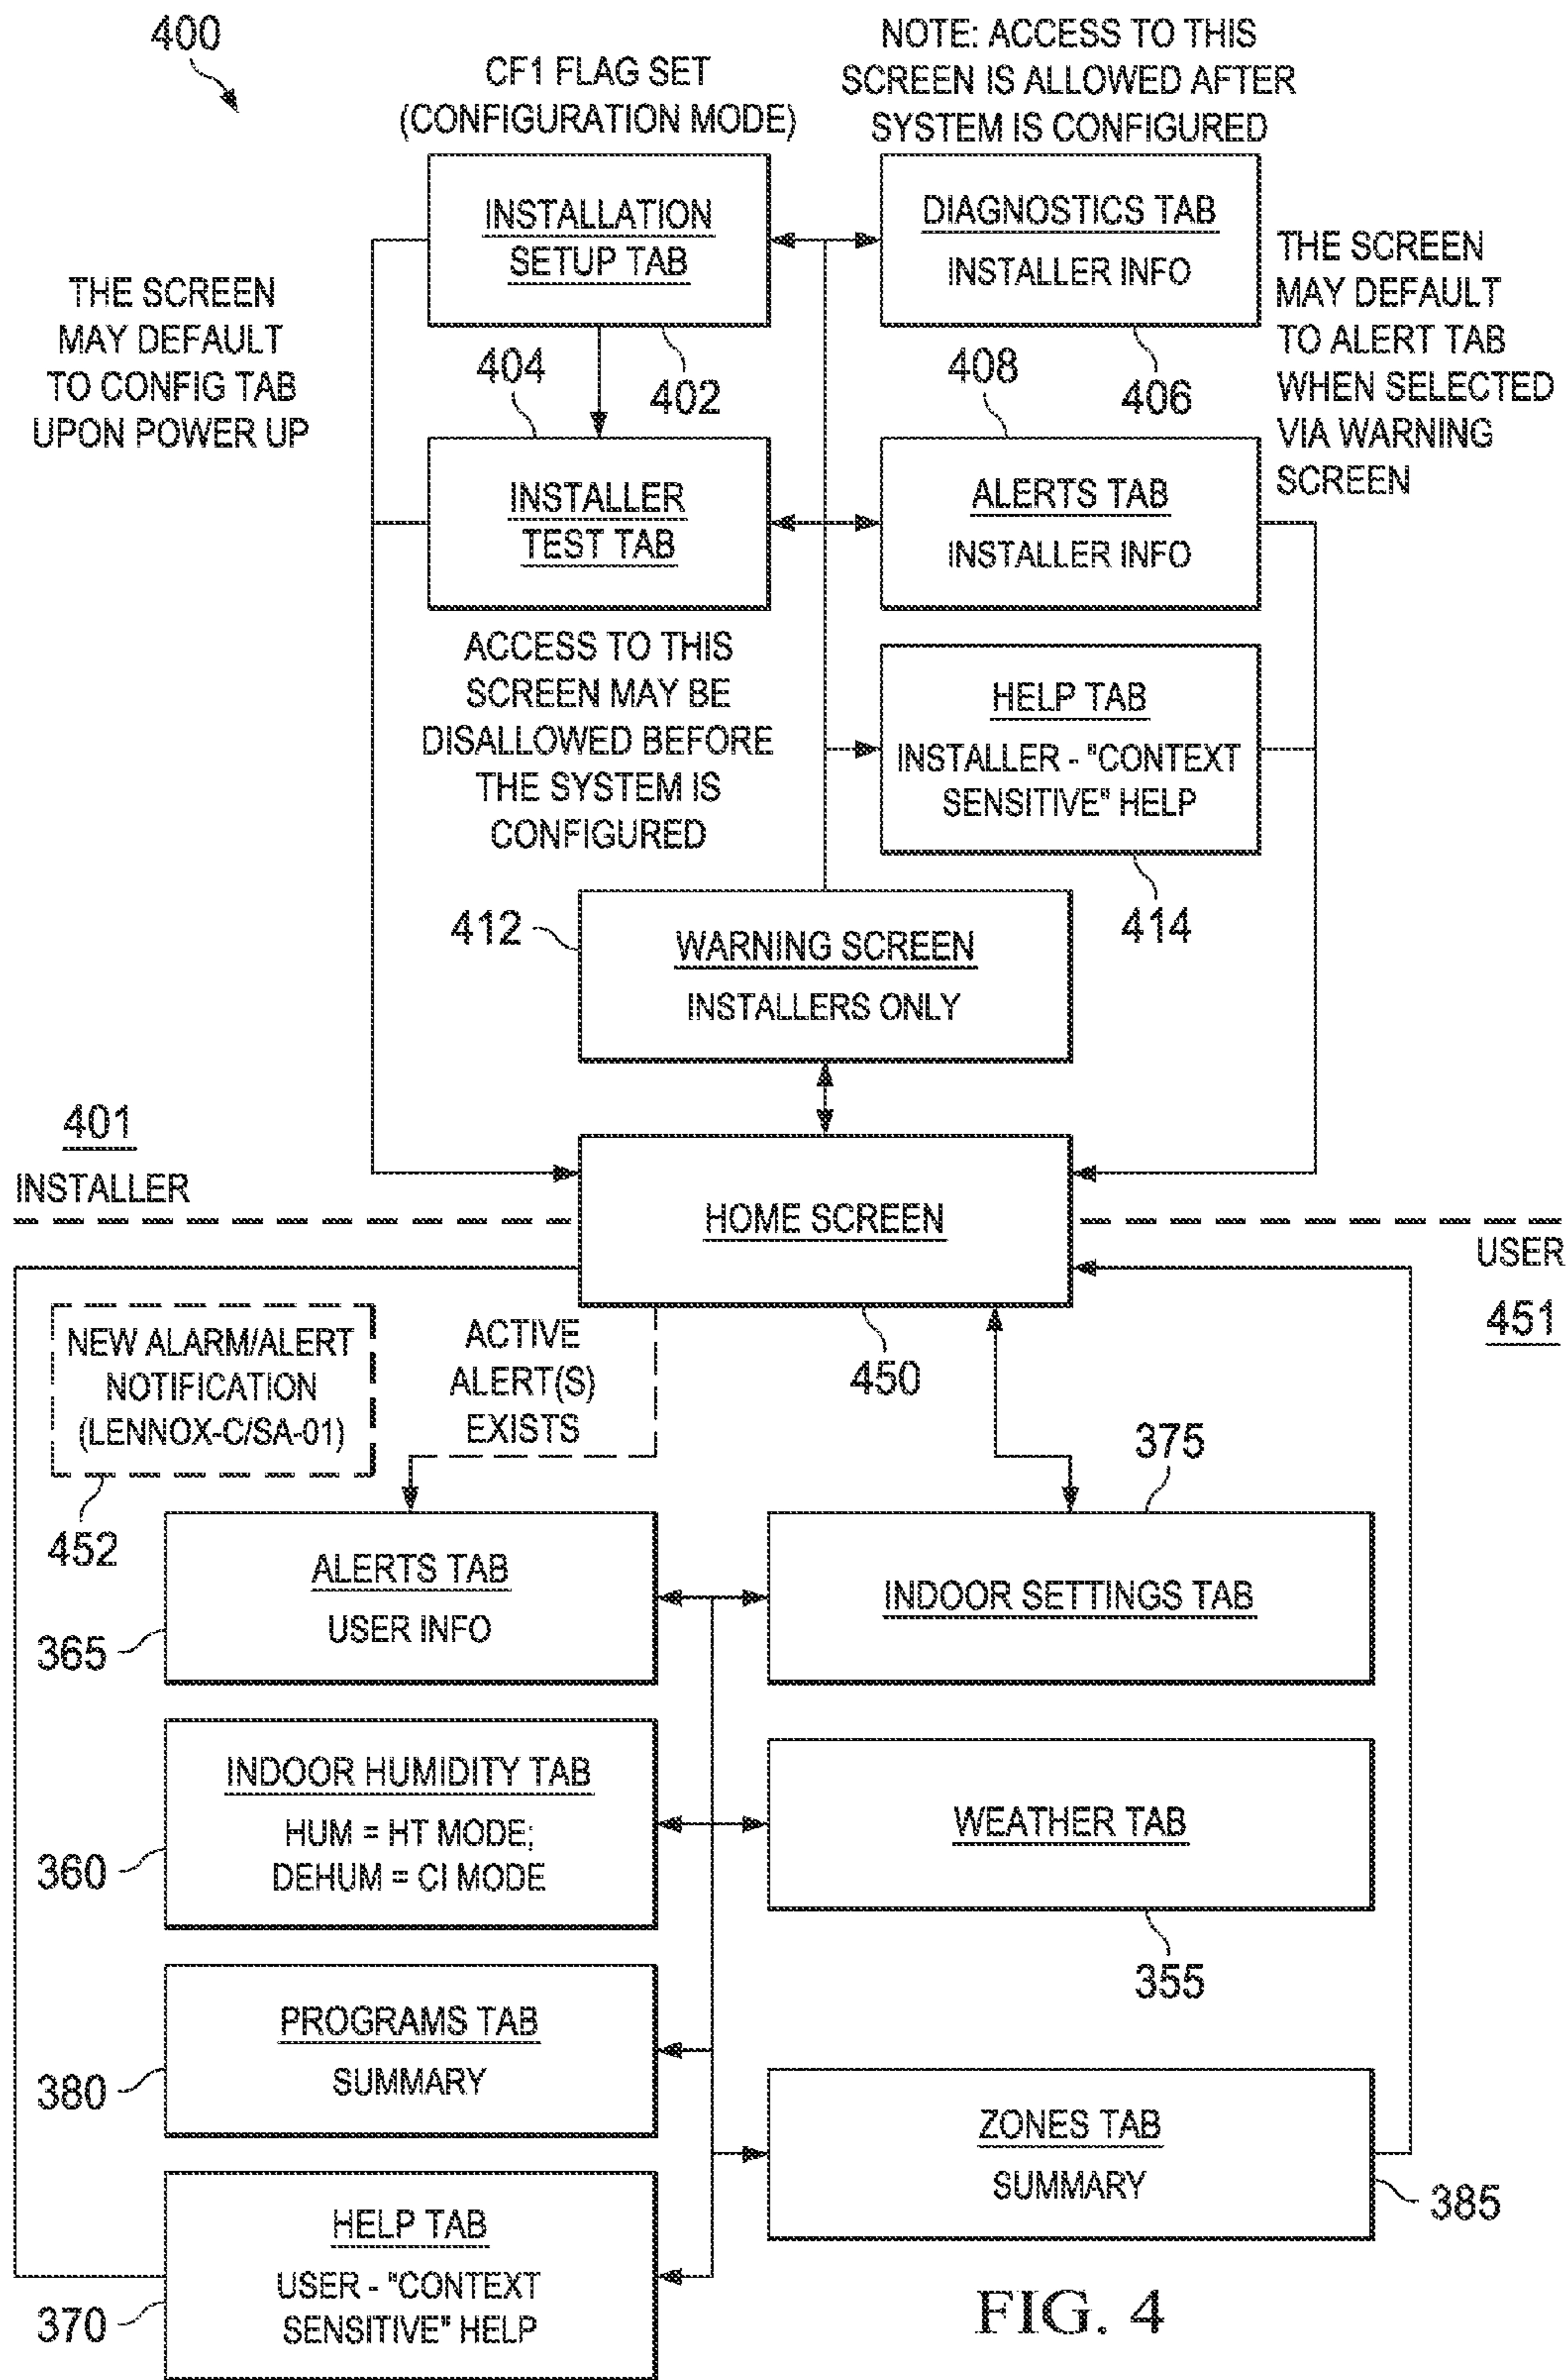 400
CF1 FLAG SET
(CONFIGURATION MODE)
NOTE: ACCESS TO THIS
SCREEN IS ALLOWED AFTER
SYSTEM IS CONFIGURED
INSTALLATION
SETUP TAB
DIAGNOSTICS TAB
INSTALLER INFO
THE SCREEN
MAY DEFAULT
TO CONFIG TAB
UPON POWER UP
THE SCREEN
MAY DEFAULT
TO ALERT TAB
WHEN SELECTED
VIA WARNING
SCREEN
404
402
408
406
INSTALLER
TEST TAB
ALERTS TAB
INSTALLER INFO
ACCESS TO THIS
SCREEN MAY BE
DISALLOWED BEFORE
THE SYSTEM IS
CONFIGURED
HELP TAB
INSTALLER - "CONTEXT
SENSITIVE" HELP
412
414
WARNING SCREEN
INSTALLERS ONLY
401
INSTALLER
HOME SCREEN
USER
451
NEW ALARM/ALERT
NOTIFICATION
(LENNOX-C/SA-01)
ACTIVE
ALERT(S)
EXISTS
450
452
375
ALERTS TAB
USER INFO
365
INDOOR SETTINGS TAB
INDOOR HUMIDITY TAB
HUM = HT MODE;
DEHUM = CI MODE
360
WEATHER TAB
355
PROGRAMS TAB
SUMMARY
380
ZONES TAB
SUMMARY
385
HELP TAB
USER - "CONTEXT
SENSITIVE" HELP
370
FIG. 4